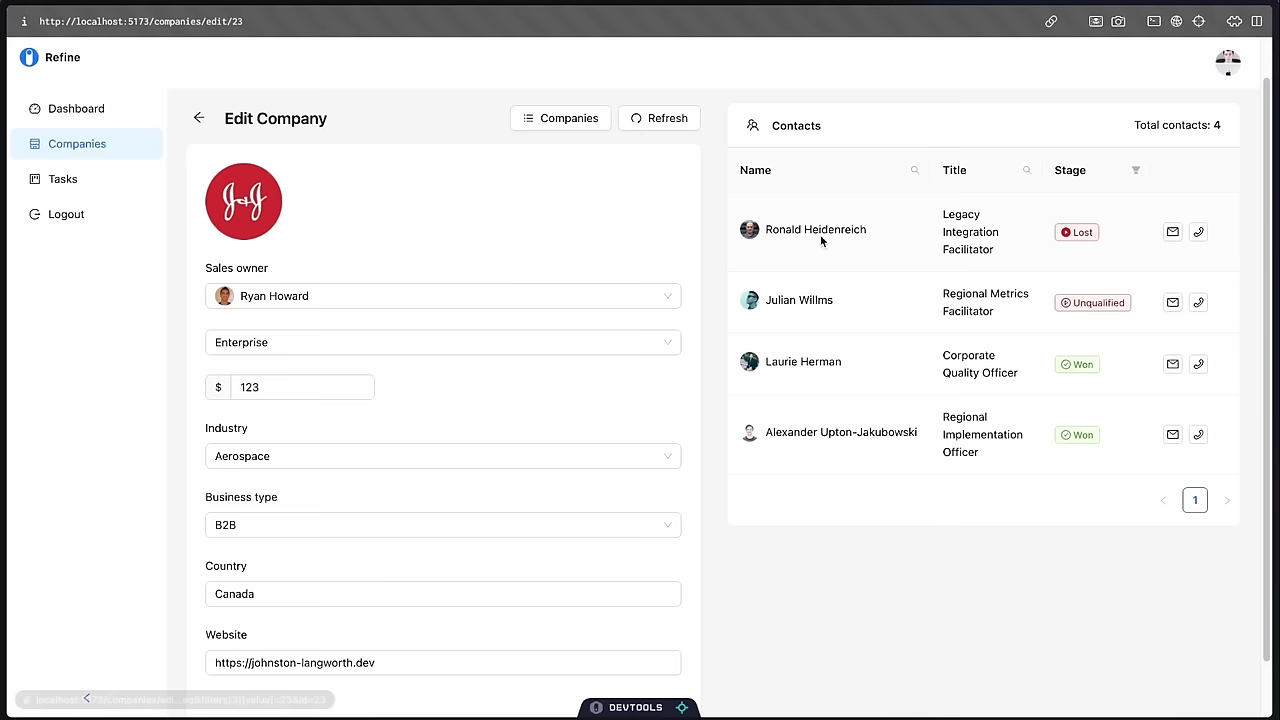 http://localhost:5173/companies/edit/23
Refine
Dashboard
Companies
Tasks
Logout
Edit Company
Companies
Refresh
J+J
Sales owner
Ryan Howard
Enterprise
$ 123
Industry
Aerospace
Business type
B2B
Country
Canada
Website
https://johnston-langworth.dev
Contacts
Total contacts: 4
Name Title Stage
Ronald Heidenreich
Legacy
Integration
Facilitator
Lost
Julian Willms
Regional Metrics
Facilitator
Unqualified
Laurie Herman
Corporate
Quality Officer
Won
Alexander Upton-Jakubowski
Regional
Implementation
Officer
Won
1
DEVTOOLS